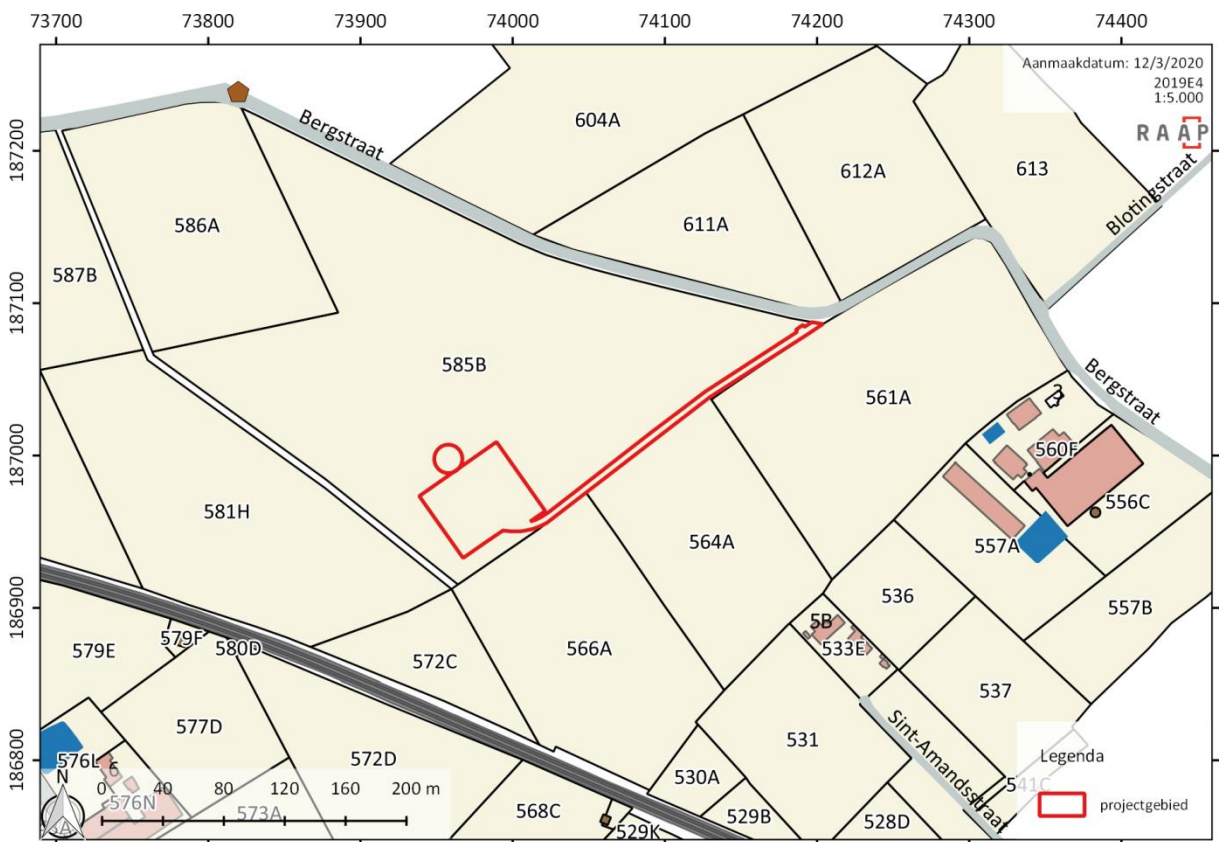 73700 73800 73900 74000 74100 74200 74300 74400
Aanmaakdatum: 12/3/2020
2019E4
1:5.000
RAAP
187200
187100
187000
186900
186800
Bergstraat
604A
612A
613
Blotingstraat
586A
611A
587B
585B
561A
Bergstraat
3
560F
556C
581H
564A
557A
536
557B
5B
533E
579F
580D
579E
572C
566A
537
577D
572D
531
Sint-Amandsstraat
530A
541C
576L
6
576N
573A
568C
529K
529B
528D
N
0 40 80 120 160 200 m
Legenda
projectgebied